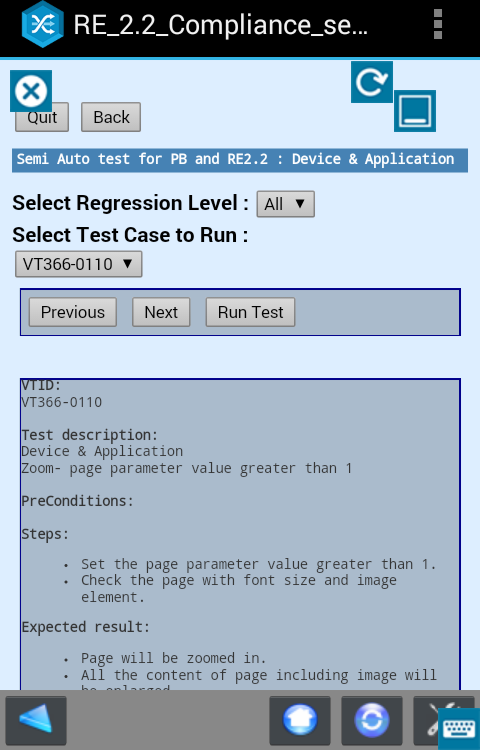 RE_2.2_Compliance_se...
Quit Back
Semi Auto test for PB and RE2.2 : Device & Application
Select Regression Level : All
Select Test Case to Run :
VT366-0110
Previous Next Run Test
VTID:
VT366-0110
Test description:
Device & Application
Zoom- page parameter value greater than 1
PreConditions:
Steps:
• Set the page parameter value greater than 1.
• Check the page with font size and image
element.
Expected result:
• Page will be zoomed in.
• All the content of page including image will
be enlarged